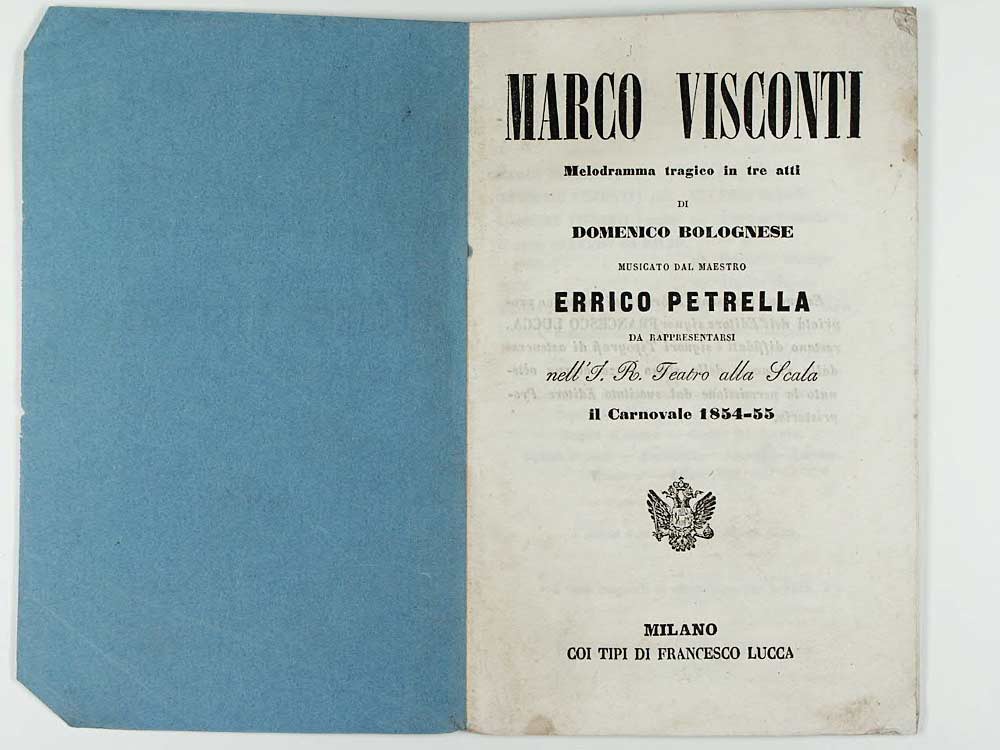 MARCO VISCONTI
Melodramma tragico in tre atti
DI
DOMENICO BOLOGNESE
MUSICATO DAL MAESTRO
ERRICO PETRELLA
DA RAPPRESENTARSI
nell'I. R. Teatro alla Scala
il Carnovale 1854-55
MILANO
COI TIPI DI FRANCESCO LUCCA